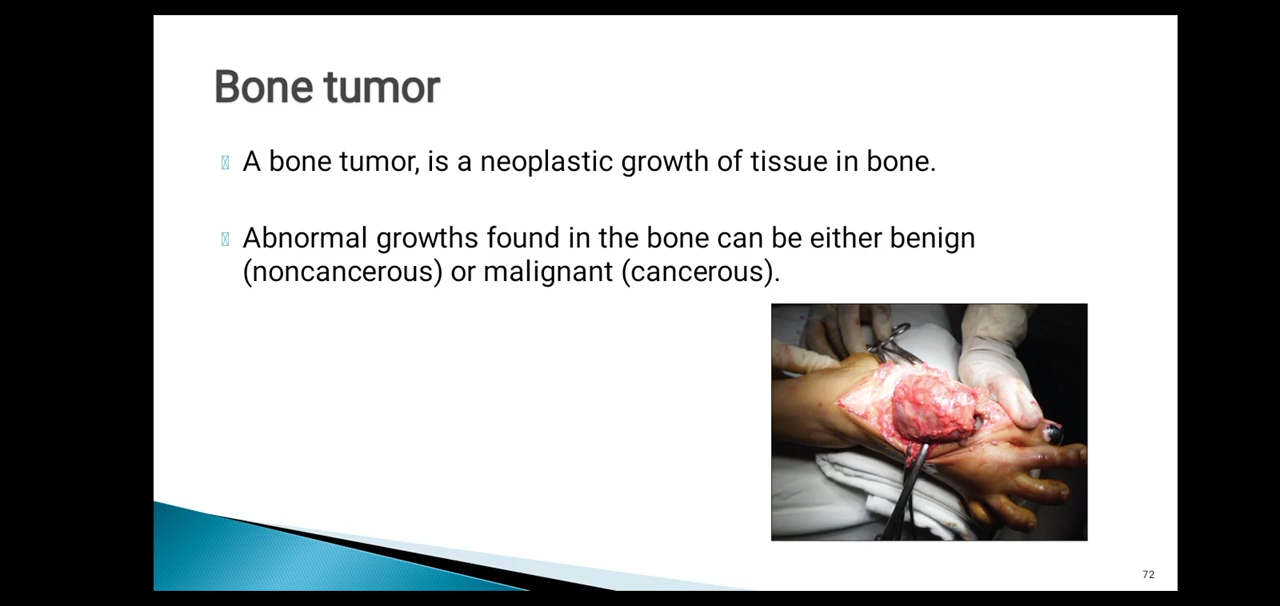 Bone tumor
A bone tumor, is a neoplastic growth of tissue in bone.
Abnormal growths found in the bone can be either benign
(noncancerous) or malignant (cancerous).
72